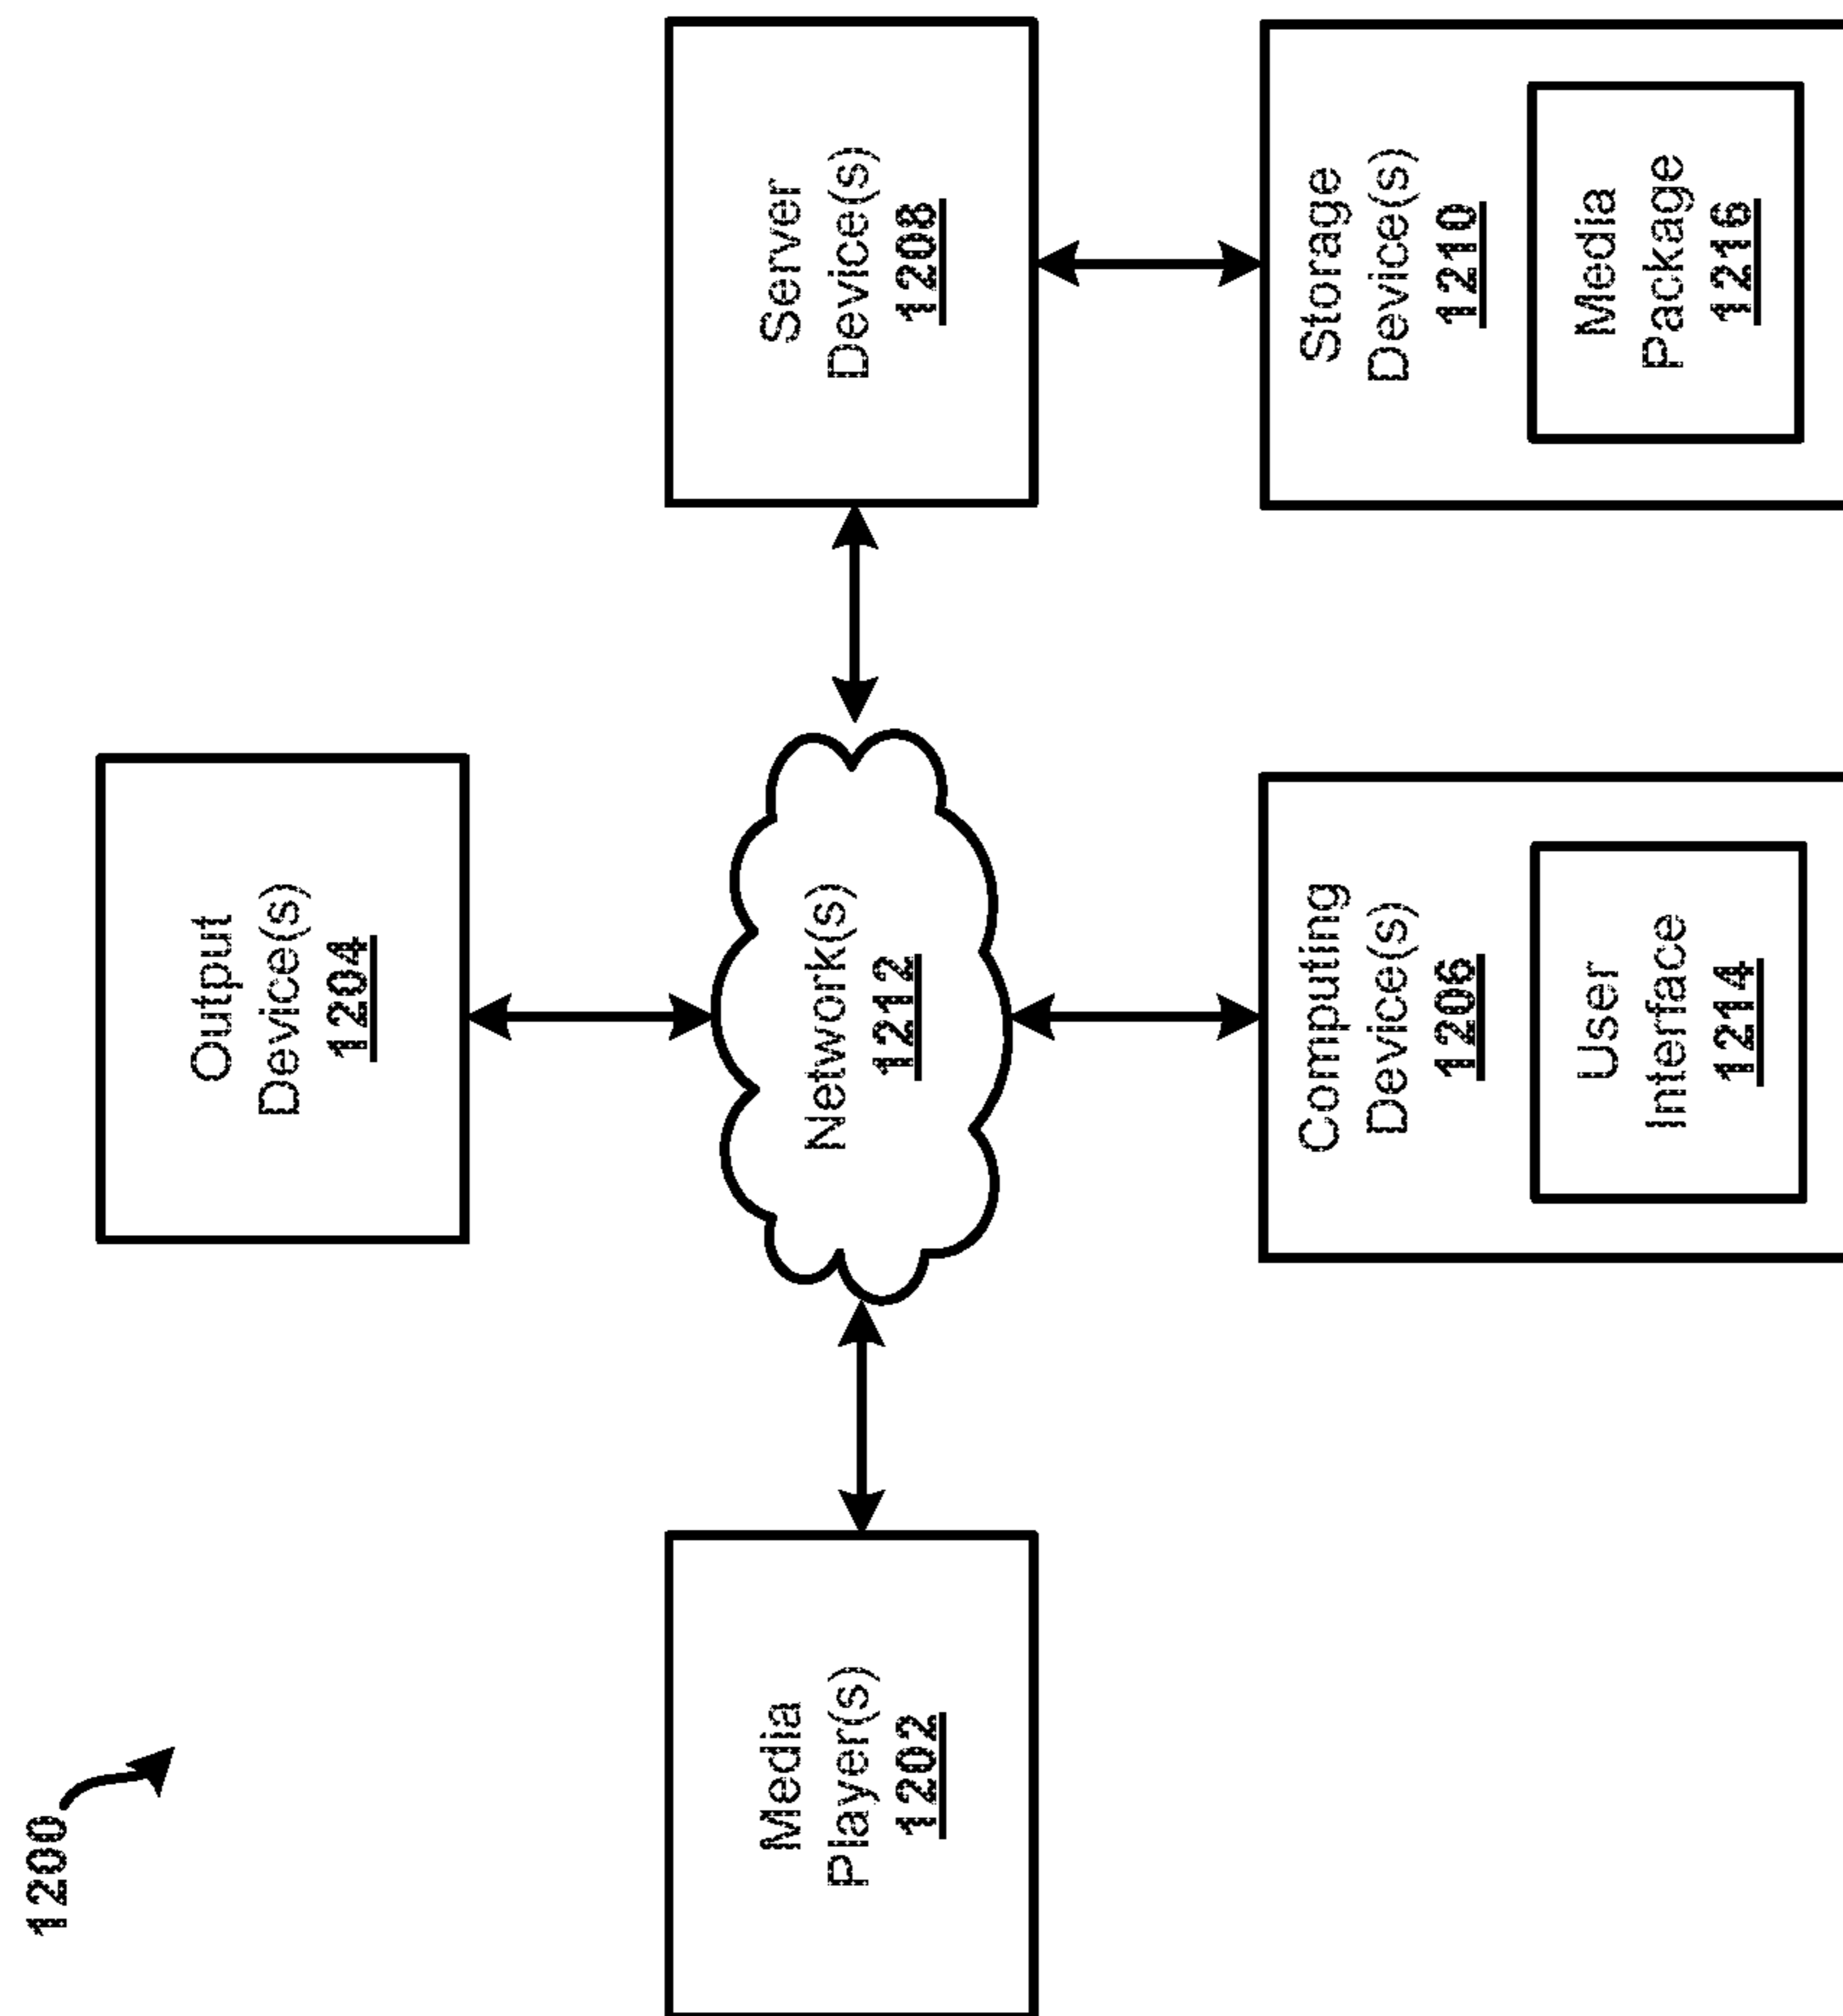 1200
Output
Device(s)
1204
Media
Player(s)
1202
Network(s)
1212
Server
Device(s)
1208
Computing
Device(s)
1206
User
Interface
1214
Storage
Device(s)
1210
Media
Package
1216